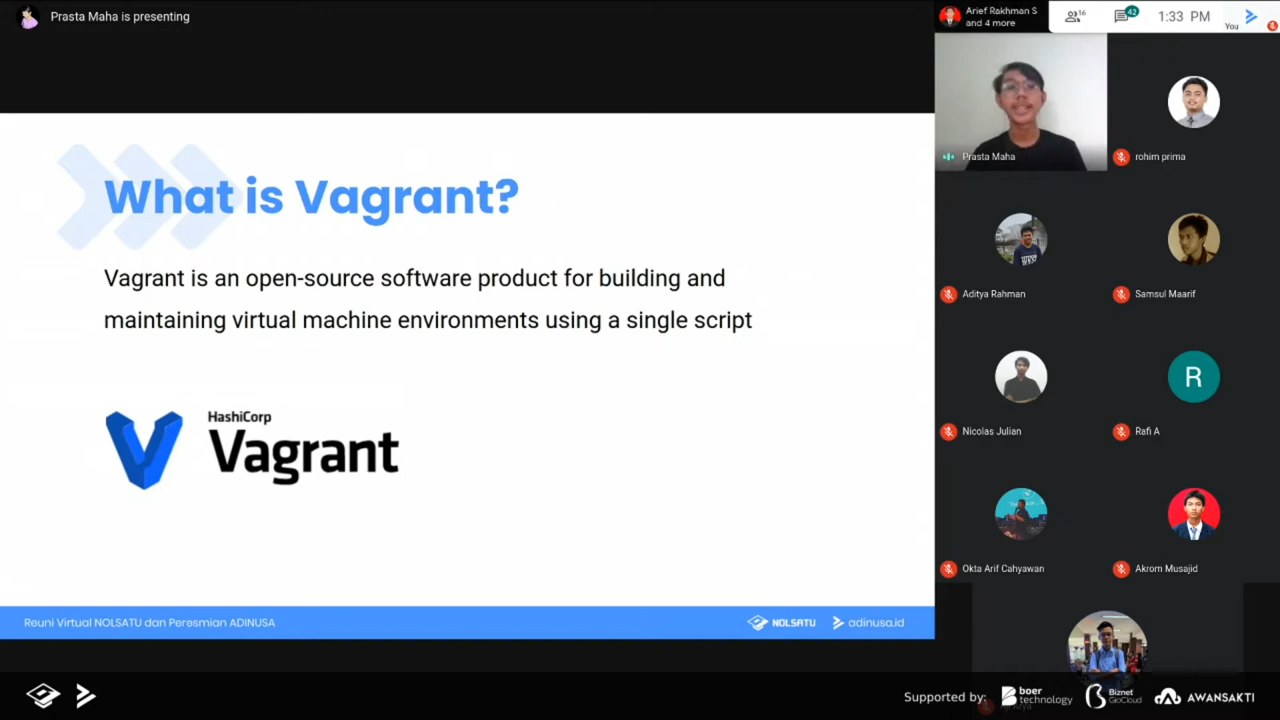 Prasta Maha is presenting
Arief Rakhman S
and 4 more
16
42
1:33 PM
You
What is Vagrant?
Vagrant is an open-source software product for building and
maintaining virtual machine environments using a single script
HashiCorp
Vagrant
Prasta Maha
rohim prima
Aditya Rahman
Samsul Maarif
R
Nicolas Julian
Rafi A
Okta Arif Cahyawan
Akrom Musajid
Reuni Virtual NOLSATU dan Peresmian ADINUSA
NOLSATU
adinusa.id
Supported by:
boer
technology
Biznet
GioCloud
AWANSAKTI